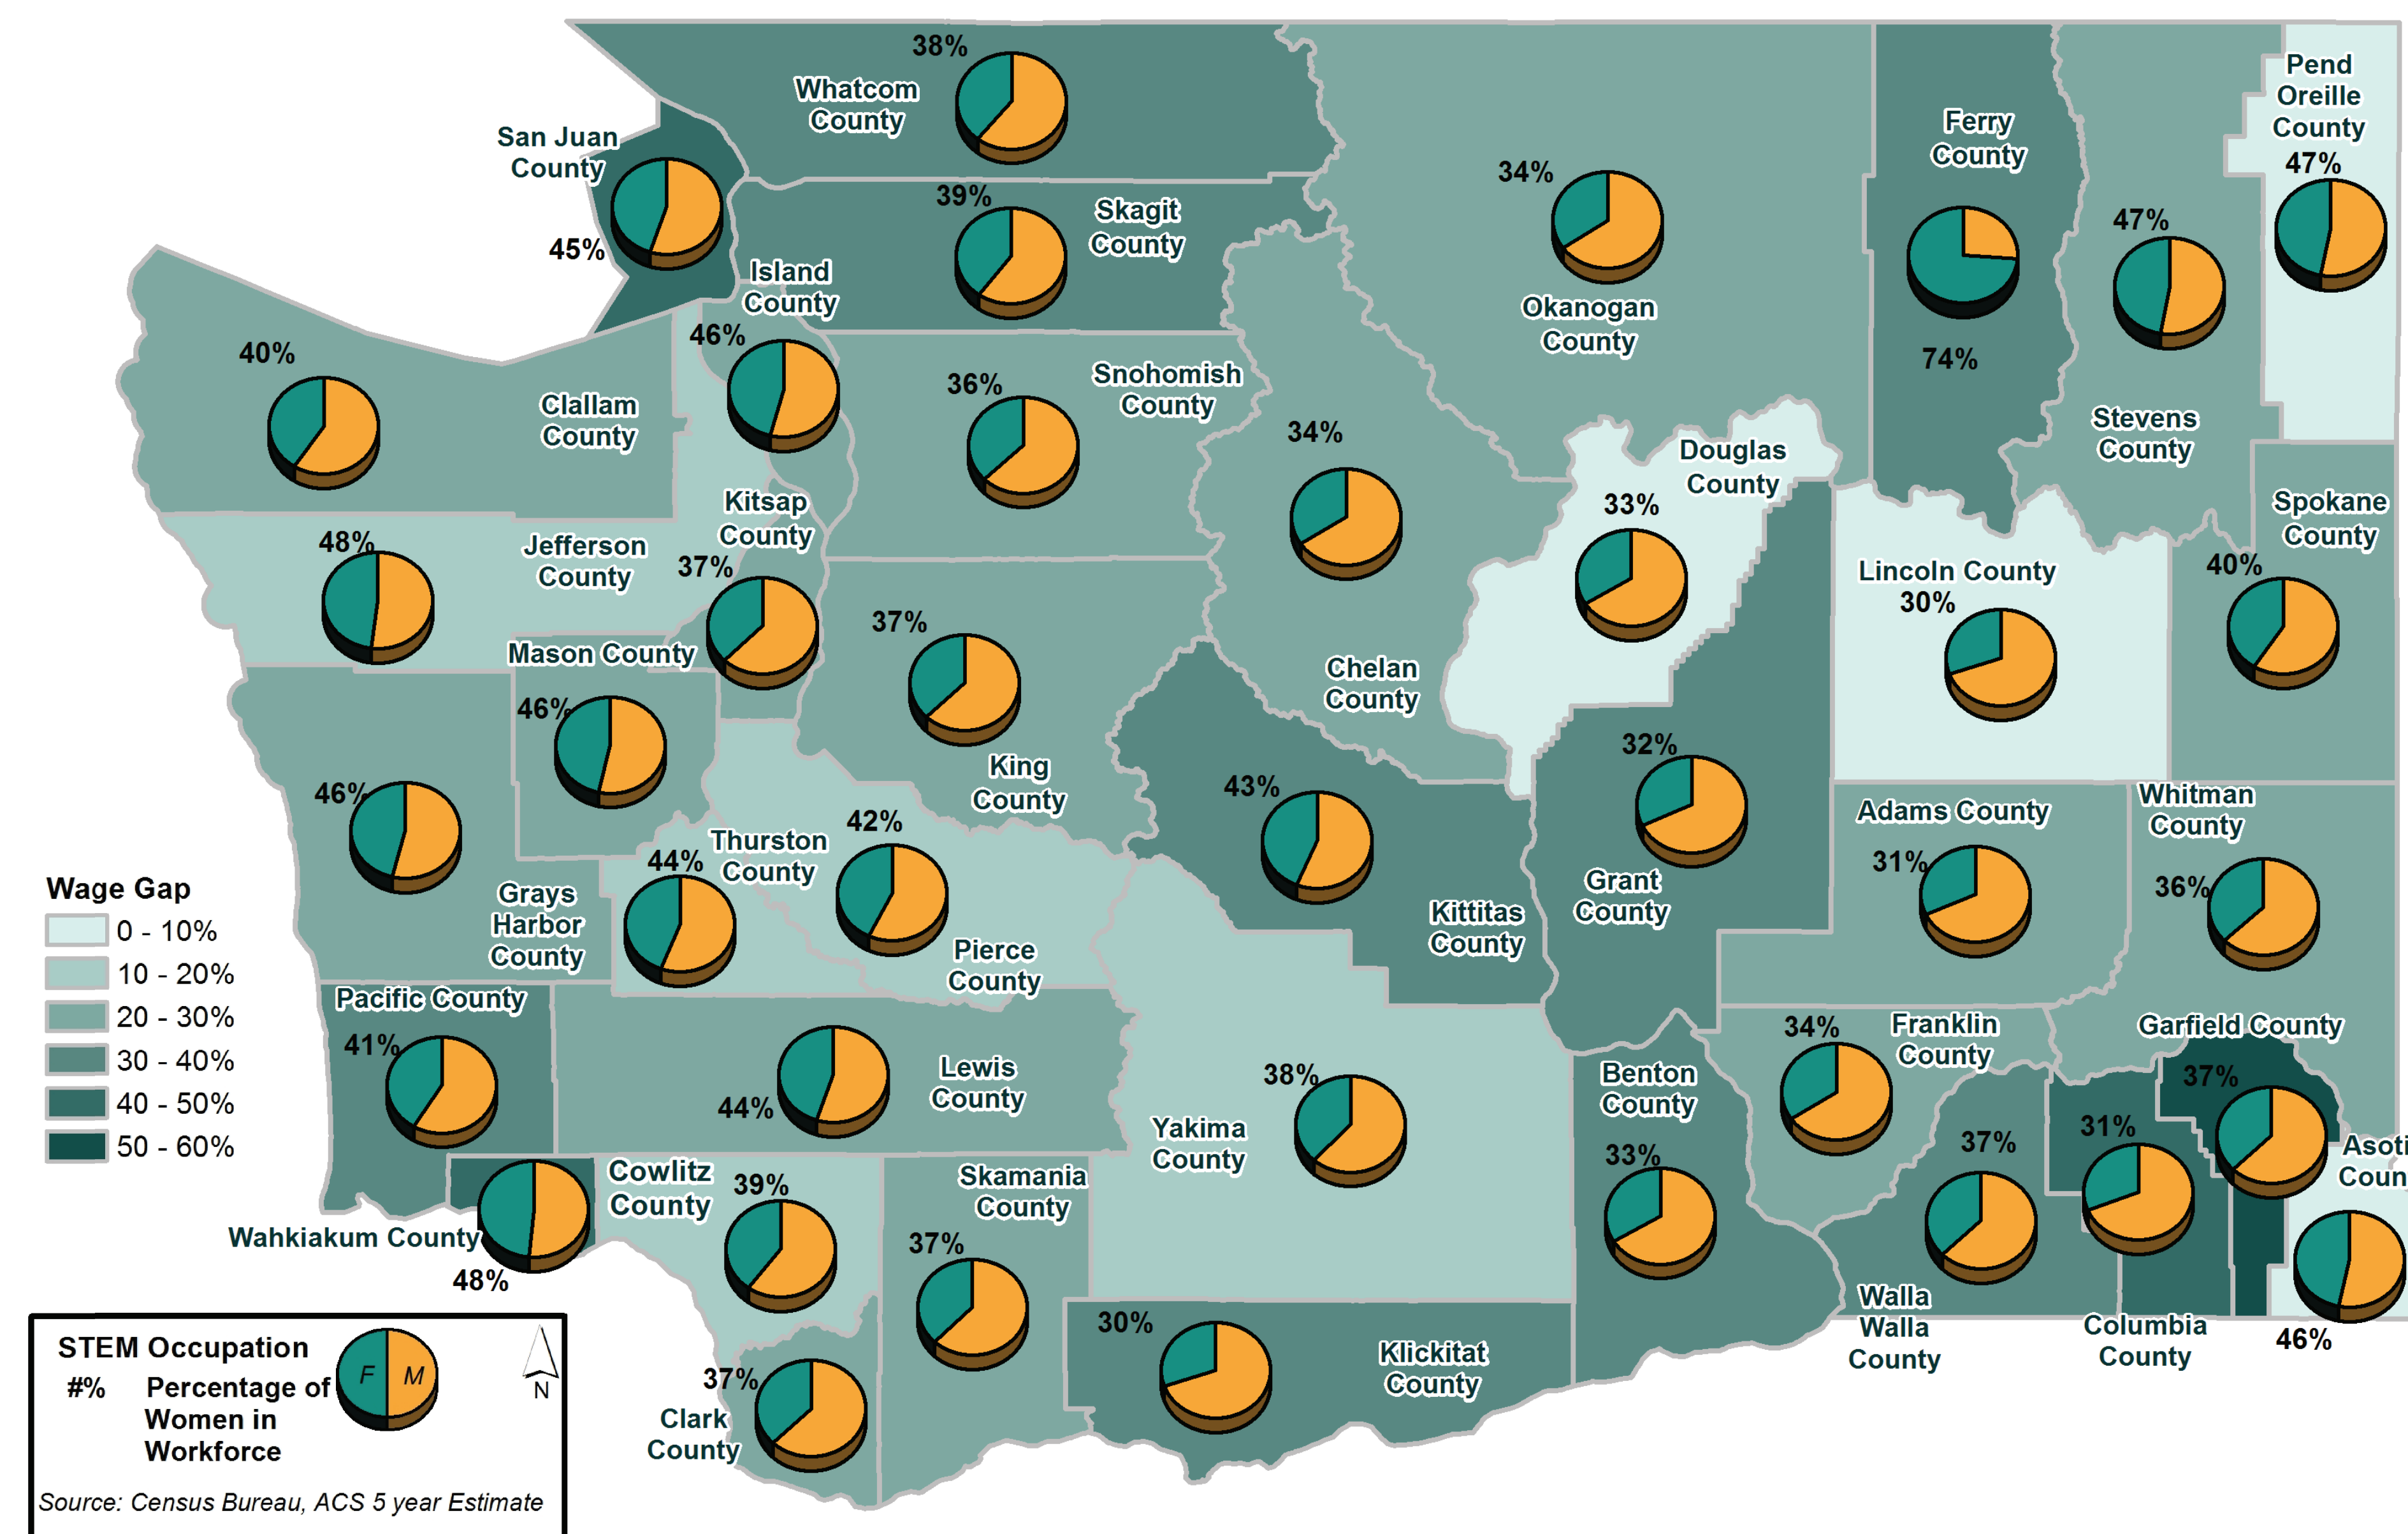 38%
Whatcom
County
San Juan
County
45%
39%
Skagit
County
Island
County
46%
34%
Okanogan
County
Ferry
County
74%
47%
Stevens
County
Pend
Oreille
County
47%
40%
Clallam
County
36%
Snohomish
County
34%
Chelan
County
Douglas
County
33%
Kitsap
County
37%
48%
Jefferson
County
Lincoln County
30%
Spokane
County
40%
Mason County
46%
37%
King
County
46%
Grays
Harbor
County
Thurston
County
44%
42%
Pierce
County
43%
Kittitas
County
32%
Grant
County
Adams County
31%
Whitman
County
36%
Wage Gap
0 - 10%
10 - 20%
20 - 30%
30 - 40%
40 - 50%
50 - 60%
Pacific County
41%
44%
Lewis
County
38%
Yakima
County
Benton
County
33%
34%
Franklin
County
Garfield County
37%
37%
Walla
Walla
County
31%
Columbia
County
Asoti
Coun
46%
Wahkiakum County
48%
Cowlitz
County
39%
Skamania
County
37%
37%
Clark
County
30%
Klickitat
County
STEM Occupation
F M
#% Percentage of
Women in
Workforce
N
Source: Census Bureau, ACS 5 year Estimate